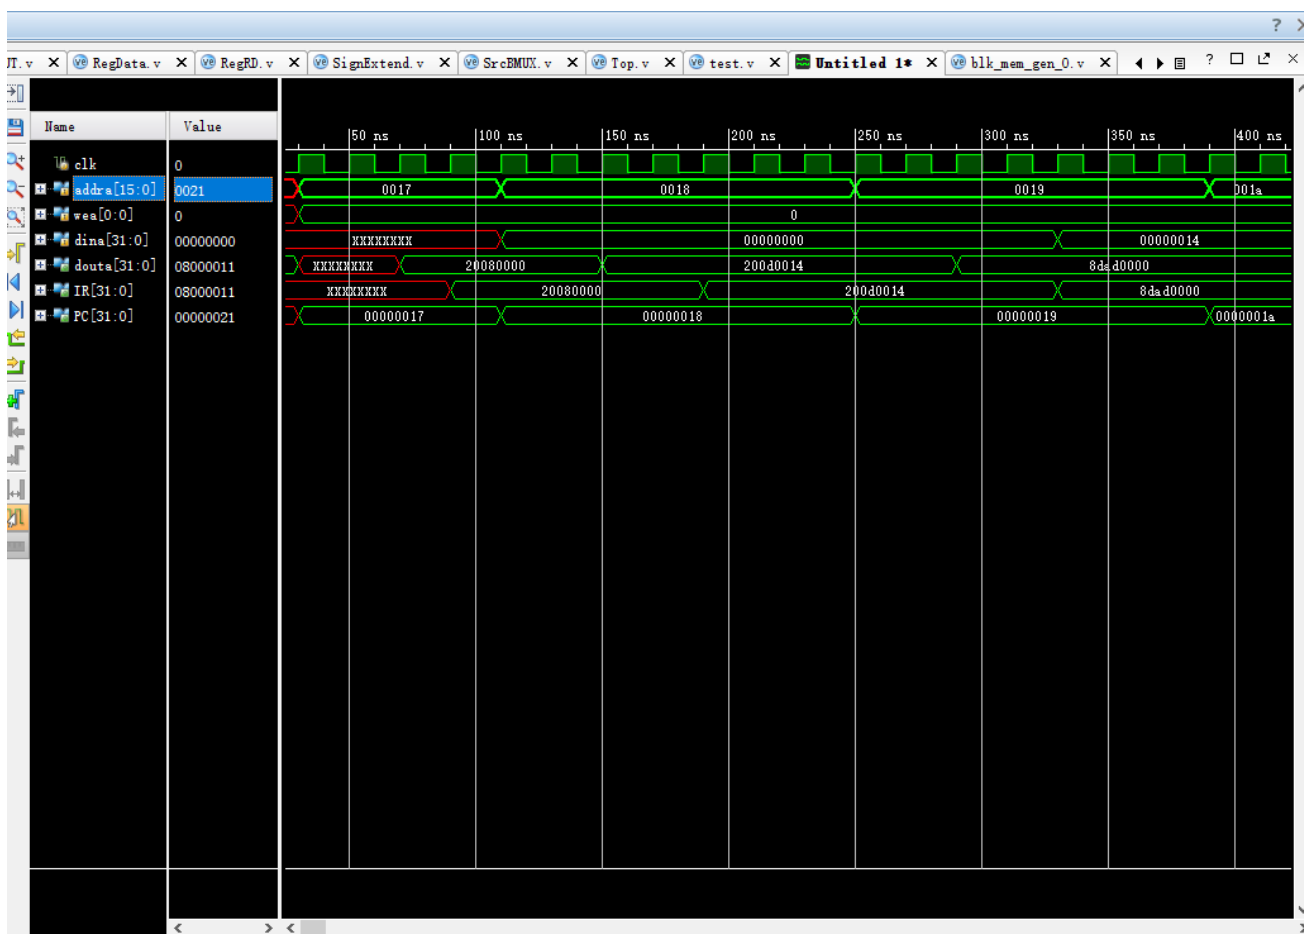 ?
UT.v RegData.v RegRD.v SignExtend.v SrcBMUX.v Top.v test.v Untitled 1* blk_mem_gen_0.v ?
Name Value
50 ns 100 ns 150 ns 200 ns 250 ns 300 ns 350 ns 400 ns
clk 0
addra[15:0] 0021 0017 0018 0019 001a
wea[0:0] 0 0
dina[31:0] 00000000 XXXXXXXX 00000000 00000014
douta[31:0] 08000011 XXXXXXXX 20080000 200d0014 8dad0000
IR[31:0] 08000011 XXXXXXXX 20080000 200d0014 8dad0000
PC[31:0] 00000021 00000017 00000018 00000019 0000001a